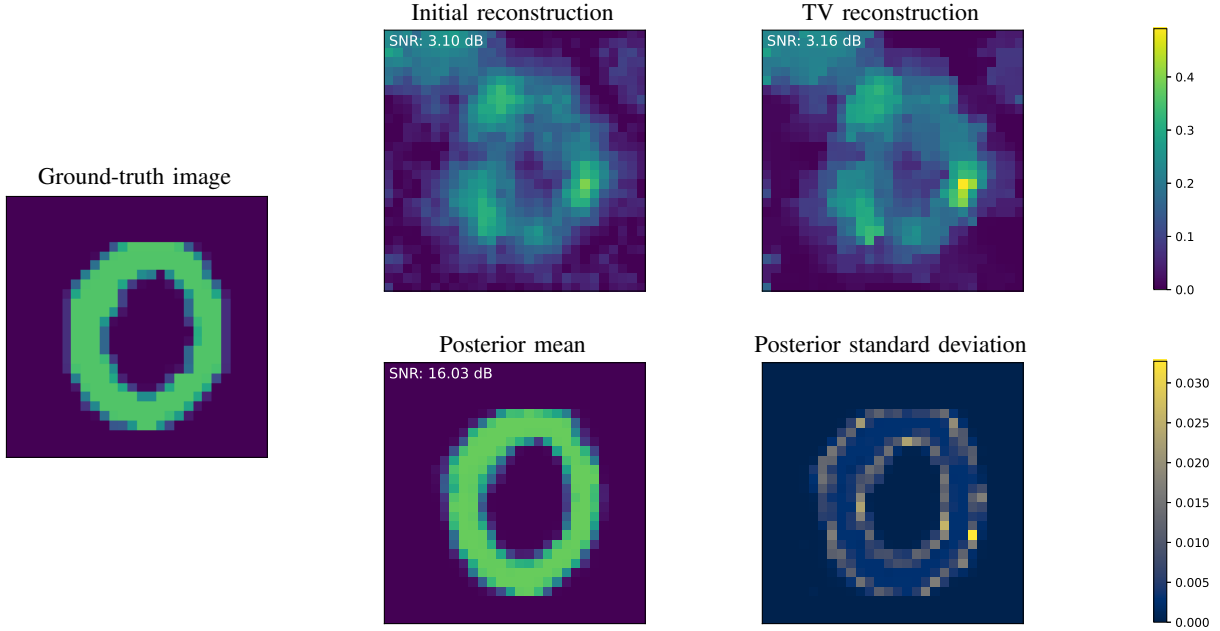 Initial reconstruction
TV reconstruction
SNR: 3.10 dB
SNR: 3.16 dB
0.4
0.3
0.2
0.1
0.0
Ground-truth image
Posterior mean
Posterior standard deviation
SNR: 16.03 dB
0.030
0.025
0.020
0.015
0.010
0.005
0.000